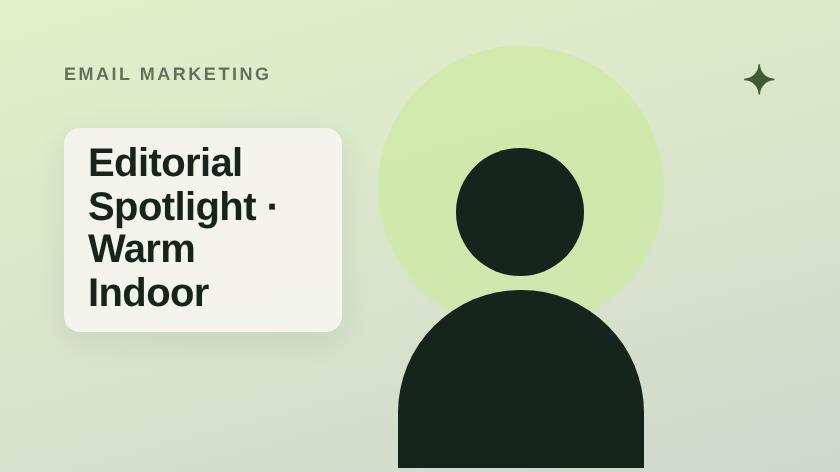 EMAIL MARKETING
Editorial
Spotlight ·
Warm
Indoor